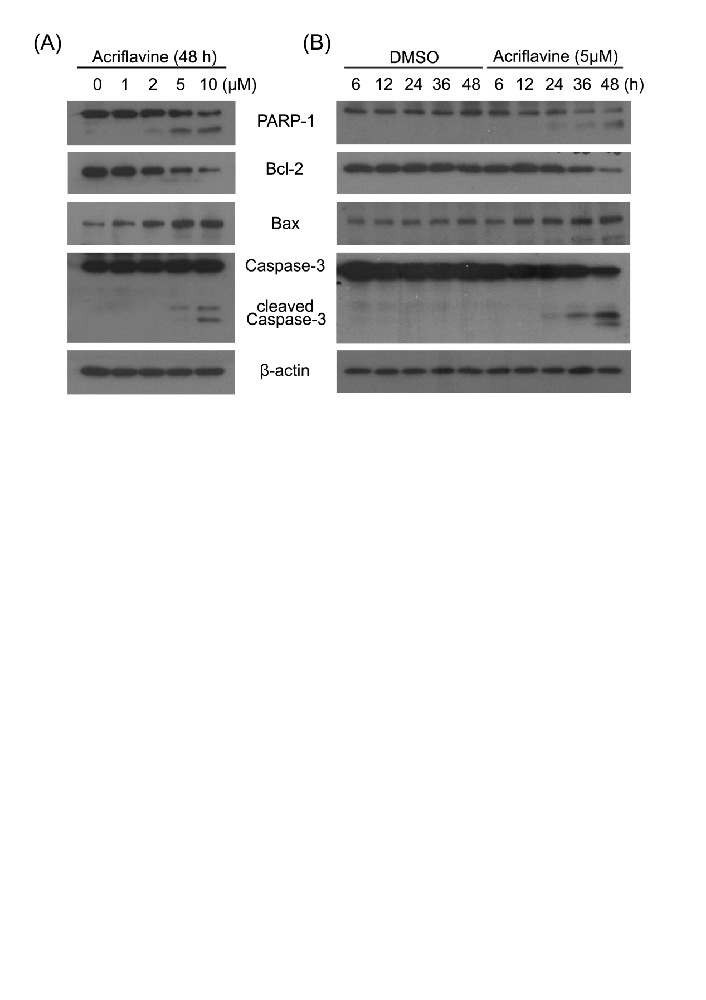 (A)
Acriflavine (48 h)
0 1 2 5 10 (μM)
(B)
DMSO Acriflavine (5μM)
6 12 24 36 48 6 12 24 36 48 (h)
PARP-1
Bcl-2
Bax
Caspase-3
cleaved
Caspase-3
β-actin